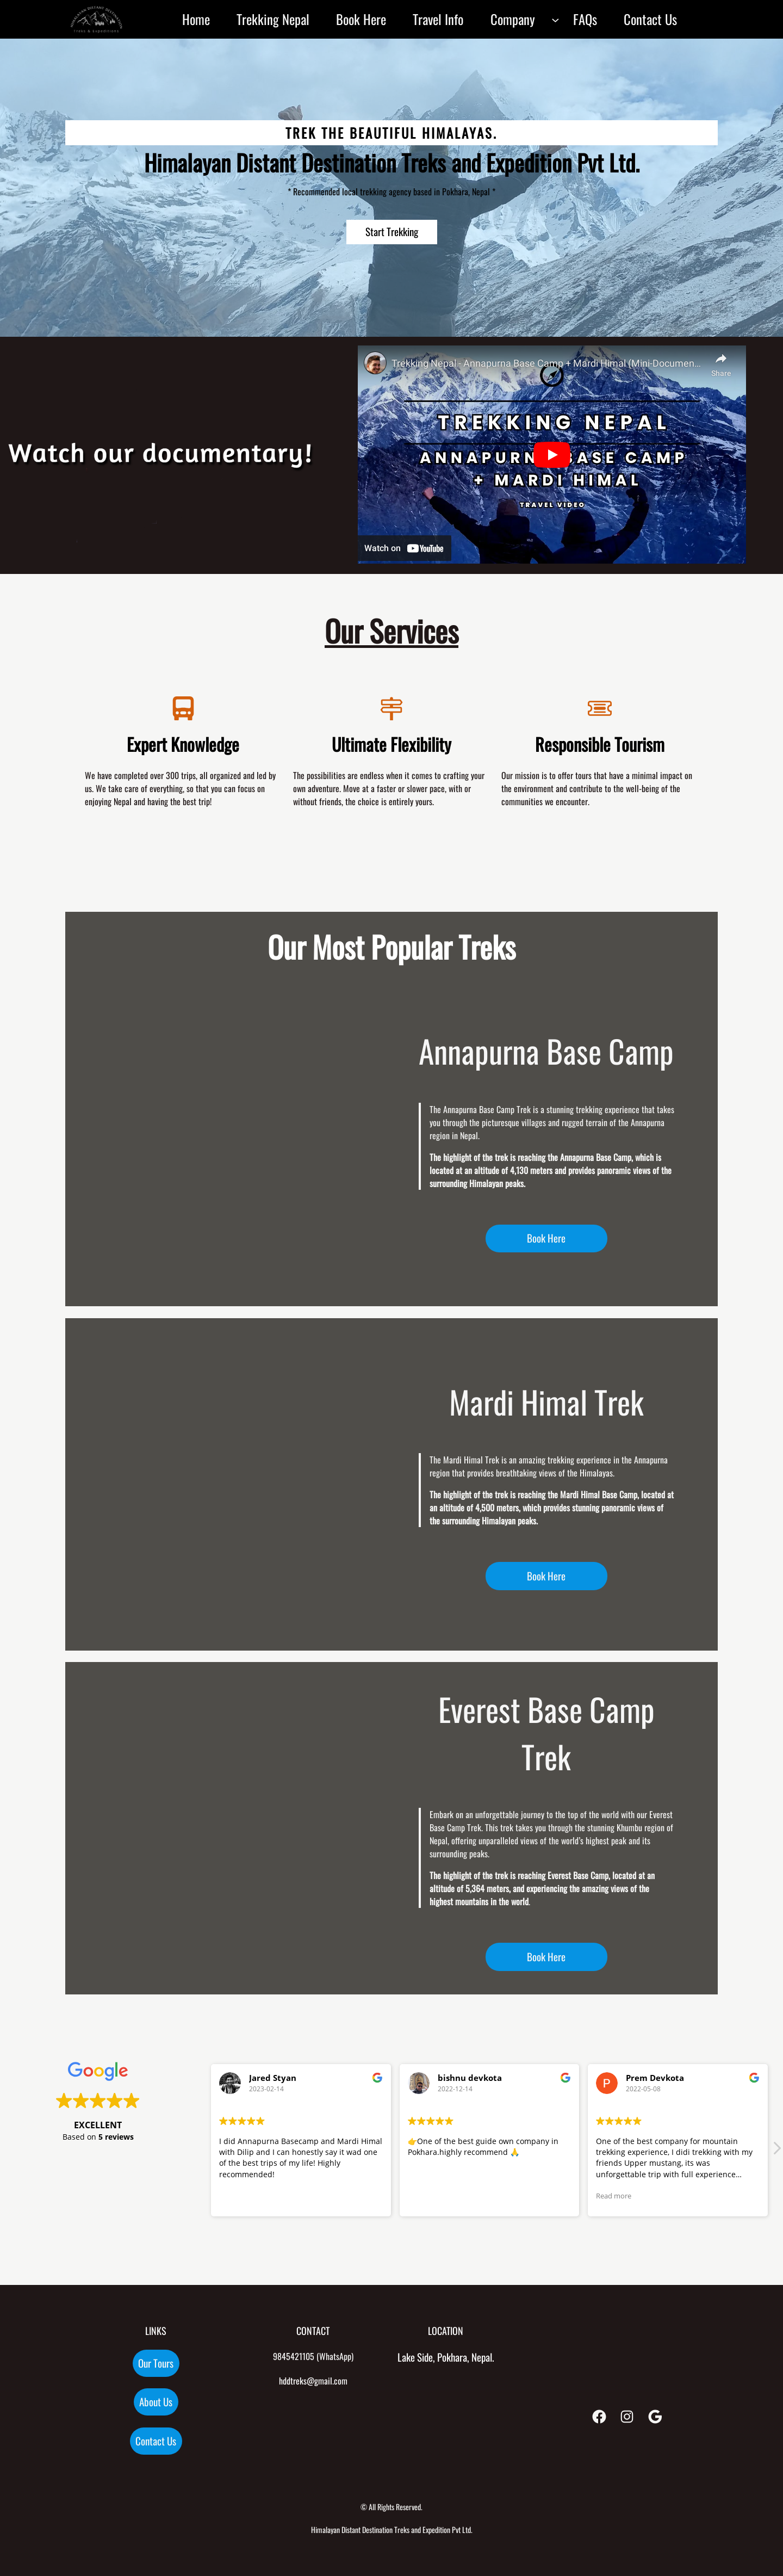 HIMALAYAN DISTANT DESTINATION
Treks & Expeditions
Home
Trekking Nepal
Book Here
Travel Info
Company
FAQs
Contact Us
TREK THE BEAUTIFUL HIMALAYAS.
Himalayan Distant Destination Treks and Expedition Pvt Ltd.
* Recommended local trekking agency based in Pokhara, Nepal *
Start Trekking
Watch our documentary!
Trekking Nepal - Annapurna Base Camp + Mardi Himal (Mini-Documen...
Share
TREKKING NEPAL
ANNAPURNA BASE CAMP
+ MARDI HIMAL
TRAVEL VIDEO
Watch on YouTube
Our Services
Expert Knowledge
We have completed over 300 trips, all organized and led by
us. We take care of everything, so that you can focus on
enjoying Nepal and having the best trip!
Ultimate Flexibility
The possibilities are endless when it comes to crafting your
own adventure. Move at a faster or slower pace, with or
without friends, the choice is entirely yours.
Responsible Tourism
Our mission is to offer tours that have a minimal impact on
the environment and contribute to the well-being of the
communities we encounter.
Our Most Popular Treks
Annapurna Base Camp
The Annapurna Base Camp Trek is a stunning trekking experience that takes
you through the picturesque villages and rugged terrain of the Annapurna
region in Nepal.
The highlight of the trek is reaching the Annapurna Base Camp, which is
located at an altitude of 4,130 meters and provides panoramic views of the
surrounding Himalayan peaks.
Book Here
Mardi Himal Trek
The Mardi Himal Trek is an amazing trekking experience in the Annapurna
region that provides breathtaking views of the Himalayas.
The highlight of the trek is reaching the Mardi Himal Base Camp, located at
an altitude of 4,500 meters, which provides stunning panoramic views of
the surrounding Himalayan peaks.
Book Here
Everest Base Camp
Trek
Embark on an unforgettable journey to the top of the world with our Everest
Base Camp Trek. This trek takes you through the stunning Khumbu region of
Nepal, offering unparalleled views of the world's highest peak and its
surrounding peaks.
The highlight of the trek is reaching Everest Base Camp, located at an
altitude of 5,364 meters, and experiencing the amazing views of the
highest mountains in the world.
Book Here
Google
EXCELLENT
Based on 5 reviews
Jared Styan
2023-02-14
I did Annapurna Basecamp and Mardi Himal
with Dilip and I can honestly say it wad one
of the best trips of my life! Highly
recommended!
bishnu devkota
2022-12-14
👉One of the best guide own company in
Pokhara.highly recommend 🙏
P
Prem Devkota
2022-05-08
One of the best company for mountain
trekking experience, I didi trekking with my
friends Upper mustang, its was
unforgettable trip with full experience...
Read more
LINKS
Our Tours
About Us
Contact Us
CONTACT
9845421105 (WhatsApp)
hddtreks@gmail.com
LOCATION
Lake Side, Pokhara, Nepal.
© All Rights Reserved.
Himalayan Distant Destination Treks and Expedition Pvt Ltd.